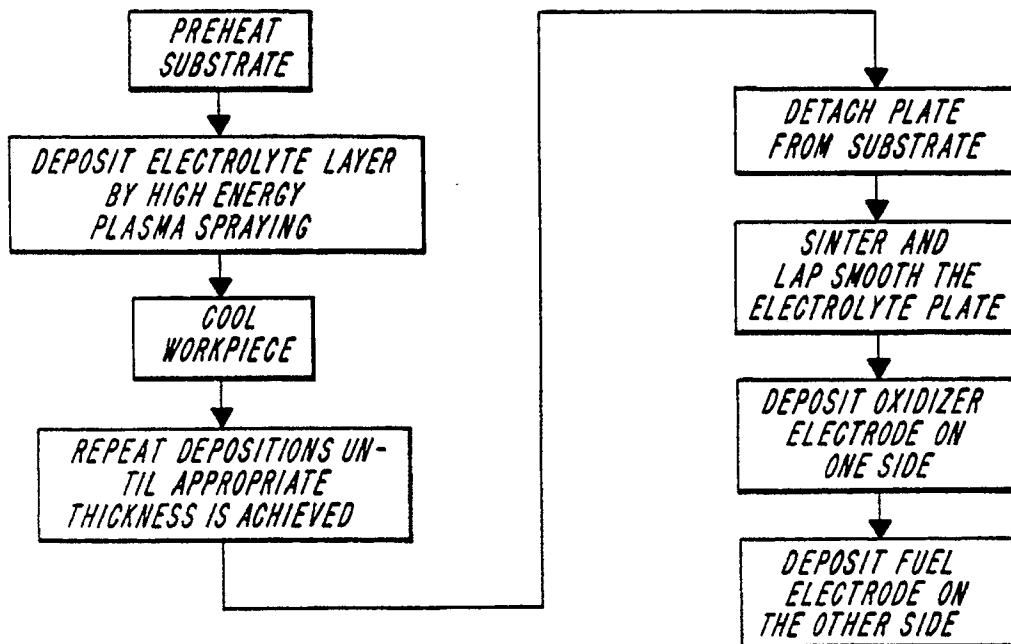 PREHEAT
SUBSTRATE
DEPOSIT ELECTROLYTE LAYER
BY HIGH ENERGY
PLASMA SPRAYING
COOL
WORKPIECE
REPEAT DEPOSITIONS UN-
TIL APPROPRIATE
THICKNESS IS ACHIEVED
DETACH PLATE
FROM SUBSTRATE
SINTER AND
LAP SMOOTH THE
ELECTROLYTE PLATE
DEPOSIT OXIDIZER
ELECTRODE ON
ONE SIDE
DEPOSIT FUEL
ELECTRODE ON
THE OTHER SIDE